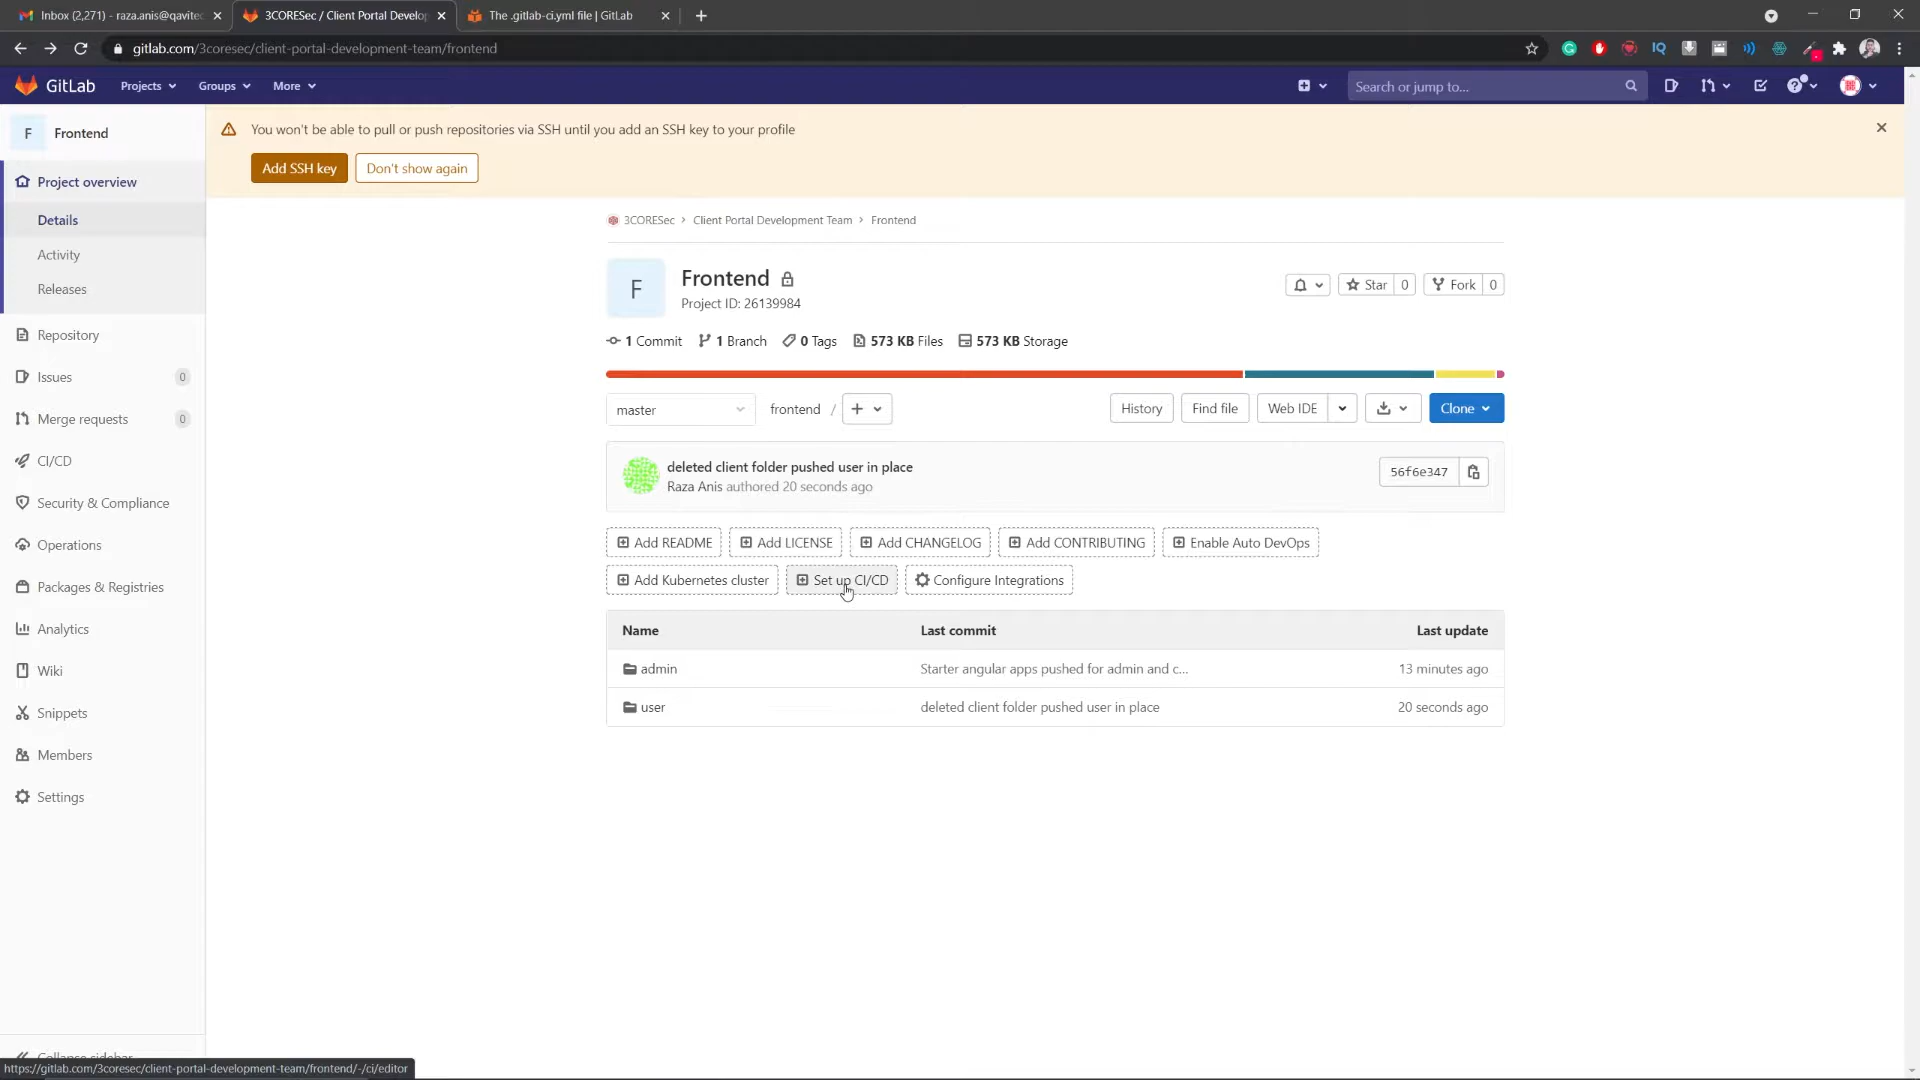 Inbox (2,271) - raza.anis@qavitec
3CORESec / Client Portal Develop
The .gitlab-ci.yml file | GitLab
gitlab.com/3coresec/client-portal-development-team/frontend
IQ
GitLab
Projects
Groups
More
Search or jump to...
F
Frontend
You won't be able to pull or push repositories via SSH until you add an SSH key to your profile
Add SSH key
Don't show again
Project overview
Details
Activity
Releases
Repository
Issues
0
Merge requests
0
CI/CD
Security & Compliance
Operations
Packages & Registries
Analytics
Wiki
Snippets
Members
Settings
Collapse sidebar
3CORESec > Client Portal Development Team > Frontend
F
Frontend
Project ID: 26139984
Star 0
Fork 0
1 Commit
1 Branch
0 Tags
573 KB Files
573 KB Storage
master
frontend /
+
History
Find file
Web IDE
Clone
deleted client folder pushed user in place
Raza Anis authored 20 seconds ago
56f6e347
Add README
Add LICENSE
Add CHANGELOG
Add CONTRIBUTING
Enable Auto DevOps
Add Kubernetes cluster
Set up CI/CD
Configure Integrations
Name Last commit Last update
admin Starter angular apps pushed for admin and c... 13 minutes ago
user deleted client folder pushed user in place 20 seconds ago
https://gitlab.com/3coresec/client-portal-development-team/frontend/-/ci/editor